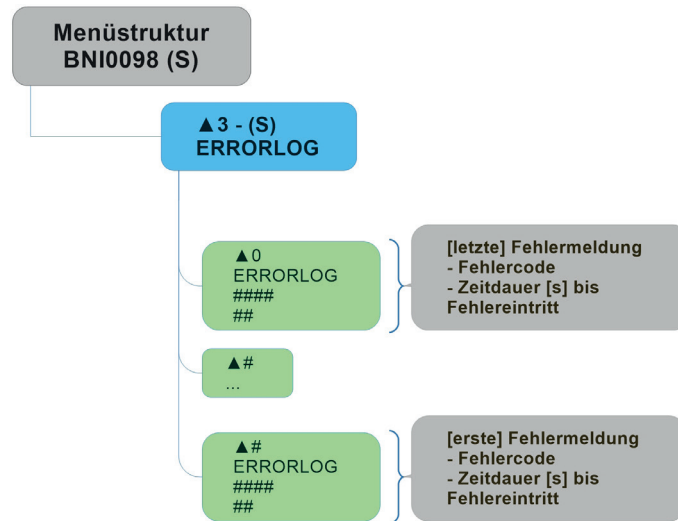 Menüstruktur
BNI0098 (S)
▲3 - (S)
ERRORLOG
▲0
ERRORLOG
####
##
[letzte] Fehlermeldung
- Fehlercode
- Zeitdauer [s] bis
Fehlereintritt
▲#
...
▲#
ERRORLOG
####
##
[erste] Fehlermeldung
- Fehlercode
- Zeitdauer [s] bis
Fehlereintritt